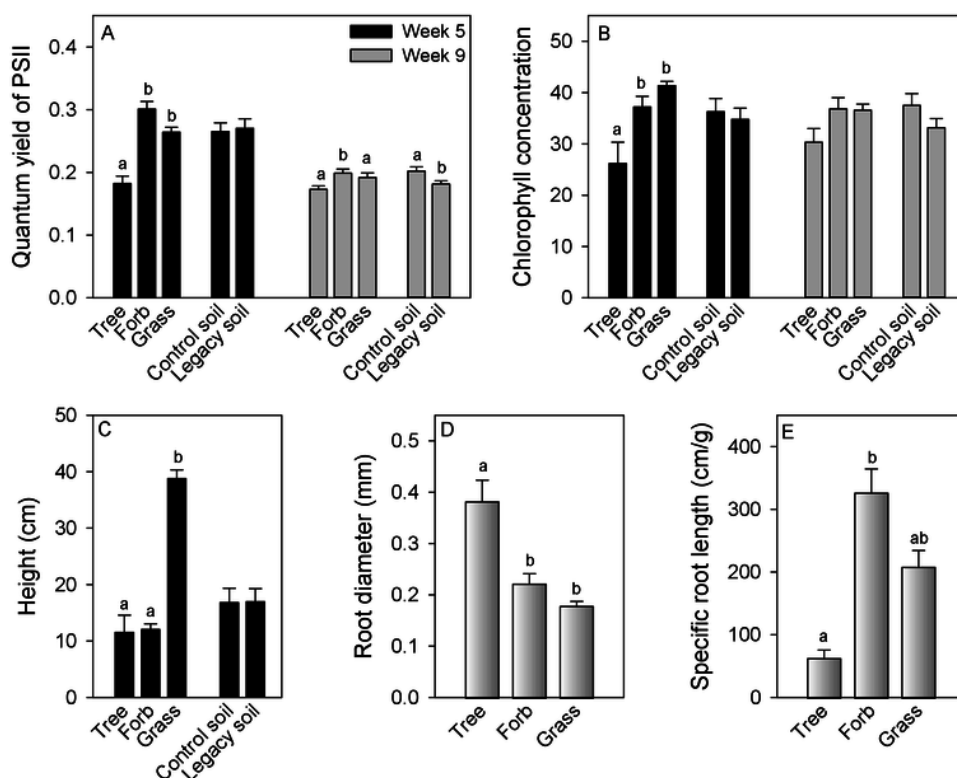 A
Week 5
Week 9
Quantum yield of PSII
0.4
0.3
0.2
0.1
0.0
a
b
b
a
b
a
a
b
Tree
Forb
Grass
Control soil
Legacy soil
Tree
Forb
Grass
Control soil
Legacy soil
B
Chlorophyll concentration
50
40
30
20
10
0
a
b
b
Tree
Forb
Grass
Control soil
Legacy soil
Tree
Forb
Grass
Control soil
Legacy soil
C
Height (cm)
50
40
30
20
10
0
a
a
b
Tree
Forb
Grass
Control soil
Legacy soil
D
Root diameter (mm)
0.5
0.4
0.3
0.2
0.1
0.0
a
b
b
Tree
Forb
Grass
E
Specific root length (cm/g)
400
300
200
100
0
a
b
ab
Tree
Forb
Grass